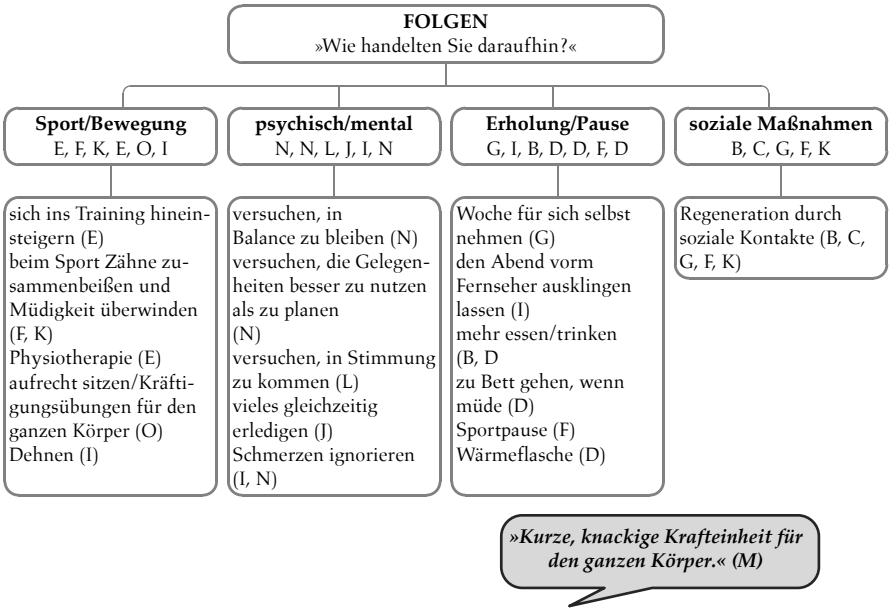 FOLGEN
»Wie handelten Sie daraufhin?«
Sport/Bewegung
E, F, K, E, O, I
psychisch/mental
N, N, L, J, I, N
Erholung/Pause
G, I, B, D, D, F, D
soziale Maßnahmen
B, C, G, F, K
sich ins Training hinein-
steigern (E)
beim Sport Zähne zu-
sammenbeißen und
Müdigkeit überwinden
(F, K)
Physiotherapie (E)
aufrecht sitzen/Kräfti-
gungsübungen für den
ganzen Körper (O)
Dehnen (I)
versuchen, in
Balance zu bleiben (N)
versuchen, die Gelegen-
heiten besser zu nutzen
als zu planen
(N)
versuchen, in Stimmung
zu kommen (L)
vieles gleichzeitig
erledigen (J)
Schmerzen ignorieren
(I, N)
Woche für sich selbst
nehmen (G)
den Abend vorm
Fernseher ausklingen
lassen (I)
mehr essen/trinken
(B, D
zu Bett gehen, wenn
müde (D)
Sportpause (F)
Wärmeflasche (D)
Regeneration durch
soziale Kontakte (B, C,
G, F, K)
»Kurze, knackige Krafteinheit für
den ganzen Körper.« (M)